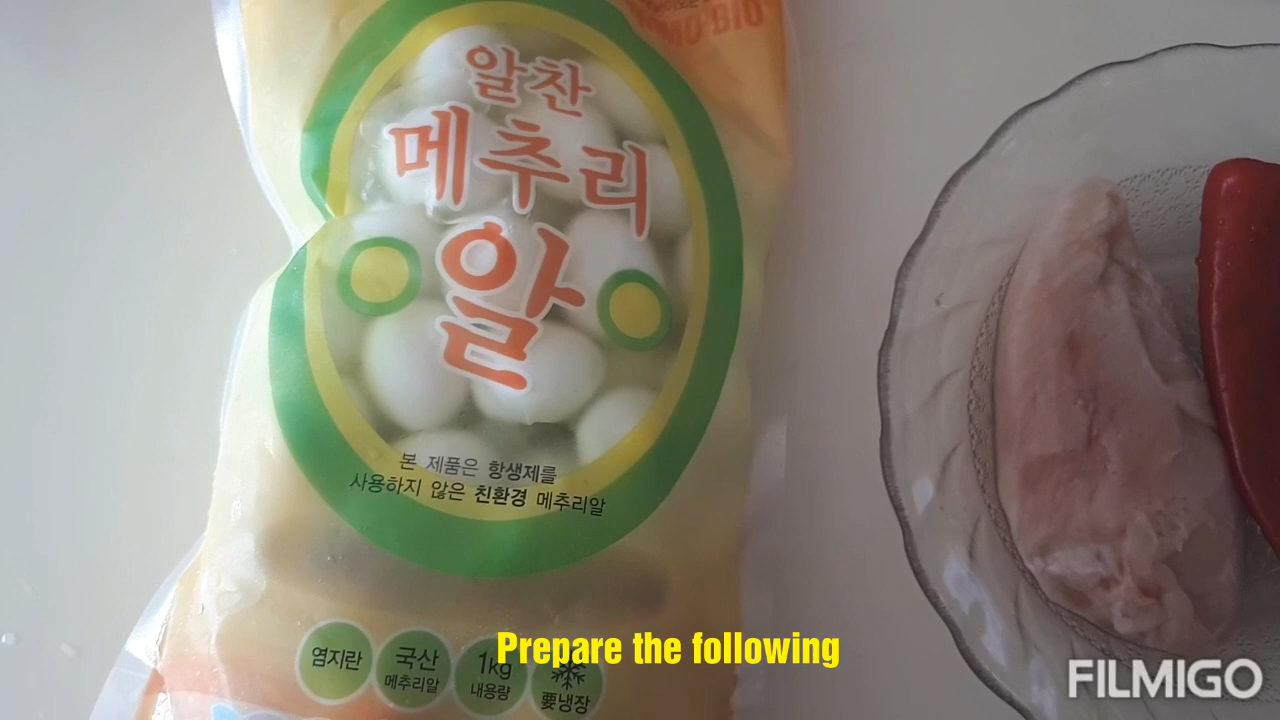 알찬
메추리
알
본 제품은 항생제를
사용하지 않은 친환경 메추리알
염지란
국산
메추리알
1kg
내용량
要냉장
Prepare the following
FILMIGO